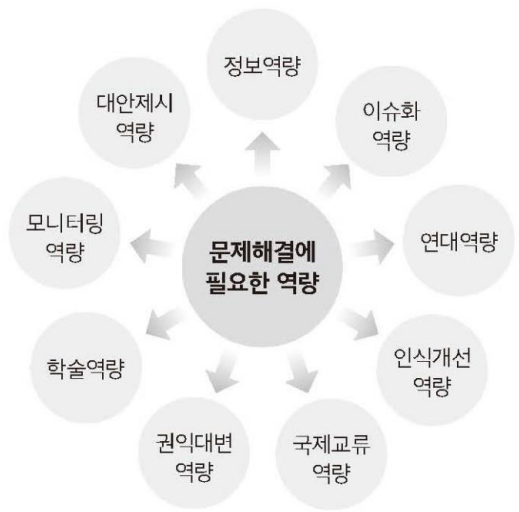 정보역량
이슈화
역량
연대역량
인식개선
역량
국제교류
역량
권익대변
역량
학술역량
모니터링
역량
대안제시
역량
문제해결에
필요한 역량